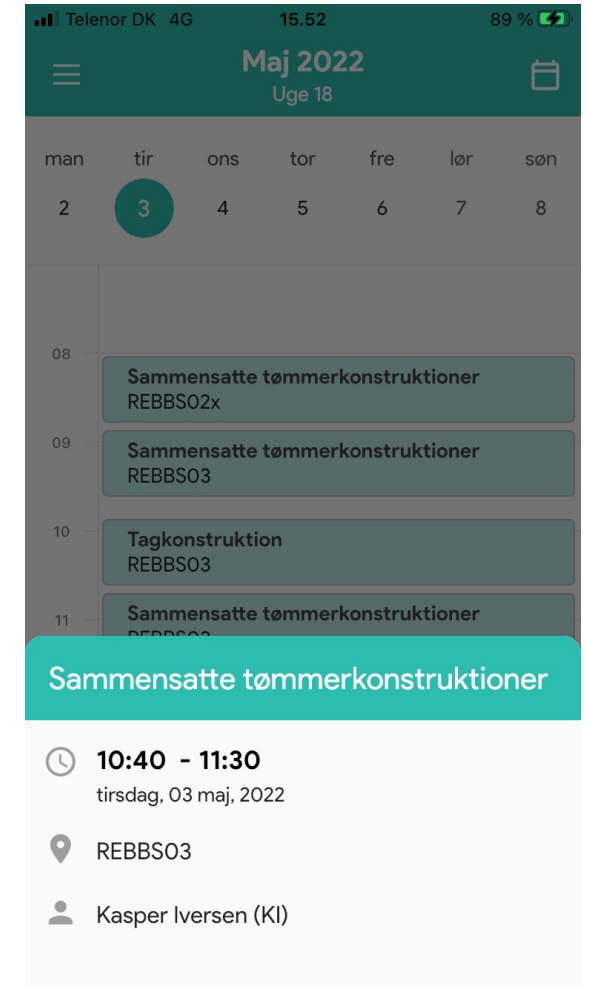 Telenor DK 4G 15.52 89 %
Maj 2022
Uge 18
man tir ons tor fre lør søn
2 3 4 5 6 7 8
08
Sammensatte tømmerkonstruktioner
REBBS02x
09
Sammensatte tømmerkonstruktioner
REBBS03
10
Tagkonstruktion
REBBS03
11
Sammensatte tømmerkonstruktioner
Sammensatte tømmerkonstruktioner
10:40 - 11:30
tirsdag, 03 maj, 2022
REBBS03
Kasper Iversen (KI)